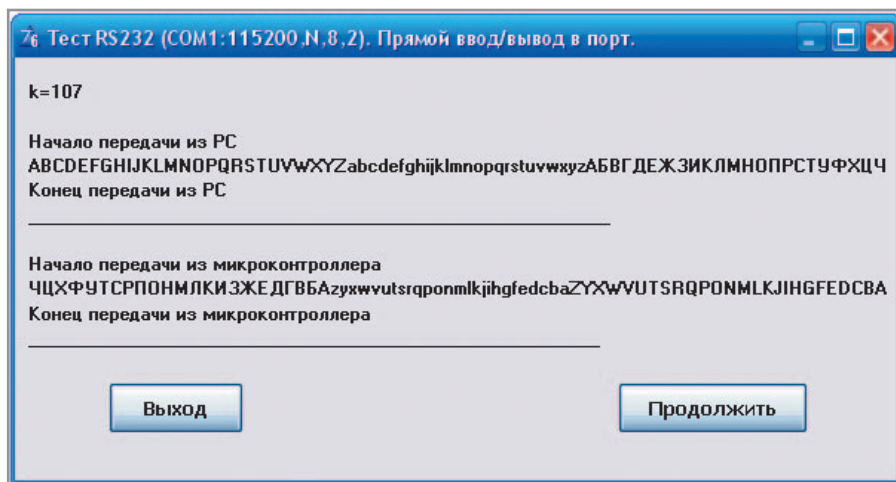 Тест RS232 (COM1:115200,N,8,2). Прямой ввод/вывод в порт.
k=107
Начало передачи из PC
ABCDEFGHIJKLMNOPQRSTUVWXYZabcdefghijklmnopqrstuvwxyzАБВГДЕЖЗИКЛМНОПРСТУФХЦЧ
Конец передачи из PC
Начало передачи из микроконтроллера
ЧЦХФУТСРПОНМЛКИЗЖЕДГВБАzyxwvutsrqponmlkjihgfedcbaZYXWVUTSRQPONMLKJIHGFEDCBA
Конец передачи из микроконтроллера
Выход
Продолжить